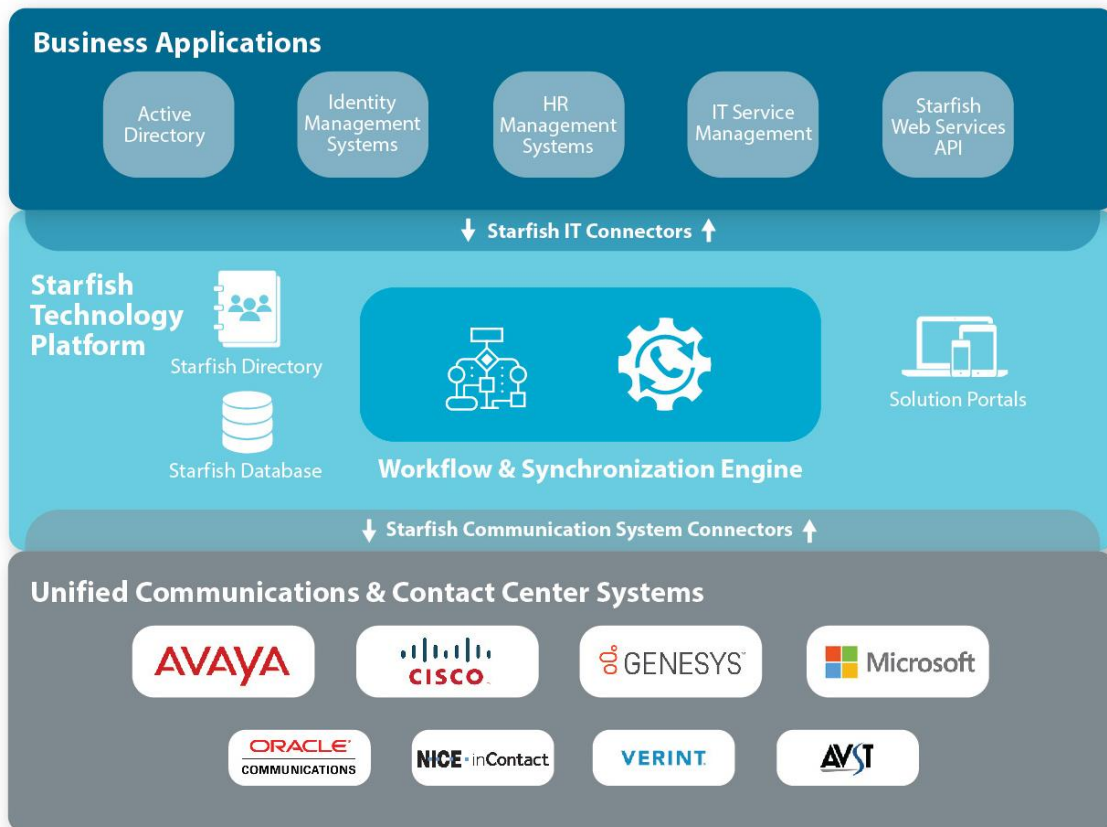 Business Applications
Active
Directory
Identity
Management
Systems
HR
Management
Systems
IT Service
Management
Starfish
Web Services
API
Starfish IT Connectors
Starfish
Technology
Platform
Starfish Directory
Starfish Database
Workflow & Synchronization Engine
Solution Portals
Starfish Communication System Connectors
Unified Communications & Contact Center Systems
AVAYA
CISCO
GENESYS
Microsoft
ORACLE
COMMUNICATIONS
NICE·inContact
VERINT
AVST